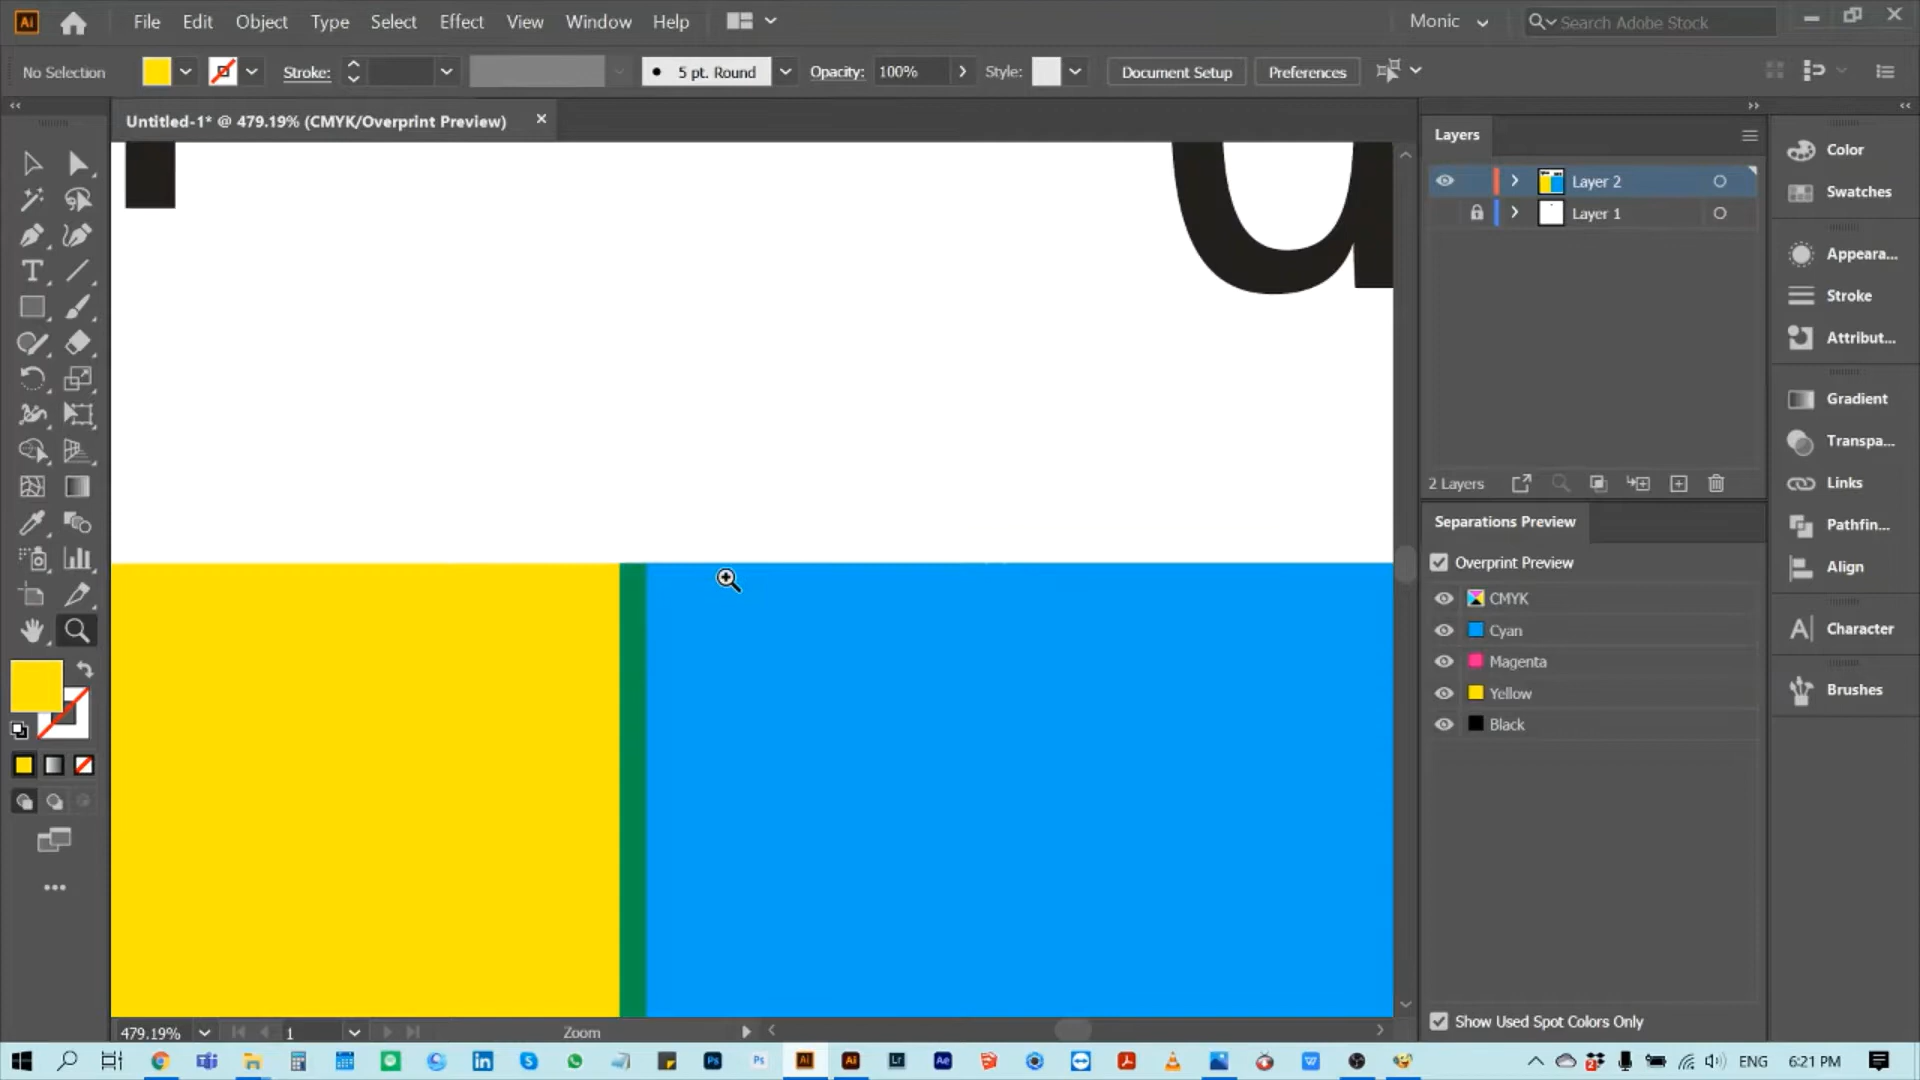 Ai File Edit Object Type Select Effect View Window Help Monic Search Adobe Stock
No Selection Stroke: 5 pt. Round Opacity: 100% Style: Document Setup Preferences
Untitled-1* @ 479.19% (CMYK/Overprint Preview)
Layers
Layer 2
Layer 1
2 Layers
Separations Preview
Overprint Preview
CMYK
Cyan
Magenta
Yellow
Black
Show Used Spot Colors Only
Color
Swatches
Appeara...
Stroke
Attribut...
Gradient
Transpa...
Links
Pathfin...
Align
Character
Brushes
479.19% 1 Zoom
ENG 6:21 PM